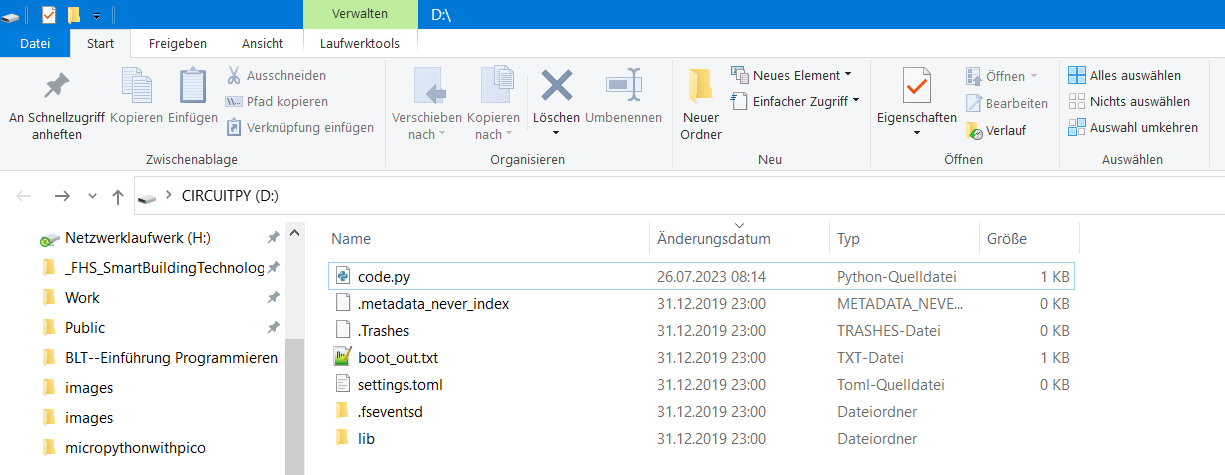 Verwalten
D:\
Datei
Start
Freigeben
Ansicht
Laufwerktools
An Schnellzugriff
anheften
Kopieren
Einfügen
Ausschneiden
Pfad kopieren
Verknüpfung einfügen
Zwischenablage
Verschieben
nach
Kopieren
nach
Löschen
Umbenennen
Organisieren
Neuer
Ordner
Neues Element
Einfacher Zugriff
Neu
Eigenschaften
Öffnen
Bearbeiten
Verlauf
Öffnen
Alles auswählen
Nichts auswählen
Auswahl umkehren
Auswählen
CIRCUITPY (D:)
Netzwerklaufwerk (H:)
_FHS_SmartBuildingTechnolog
Work
Public
BLT--Einführung Programmieren
images
images
micropythonwithpico
Name Änderungsdatum Typ Größe
code.py 26.07.2023 08:14 Python-Quelldatei 1 KB
.metadata_never_index 31.12.2019 23:00 METADATA_NEVE... 0 KB
.Trashes 31.12.2019 23:00 TRASHES-Datei 0 KB
boot_out.txt 31.12.2019 23:00 TXT-Datei 1 KB
settings.toml 31.12.2019 23:00 Toml-Quelldatei 0 KB
.fseventsd 31.12.2019 23:00 Dateiordner
lib 31.12.2019 23:00 Dateiordner